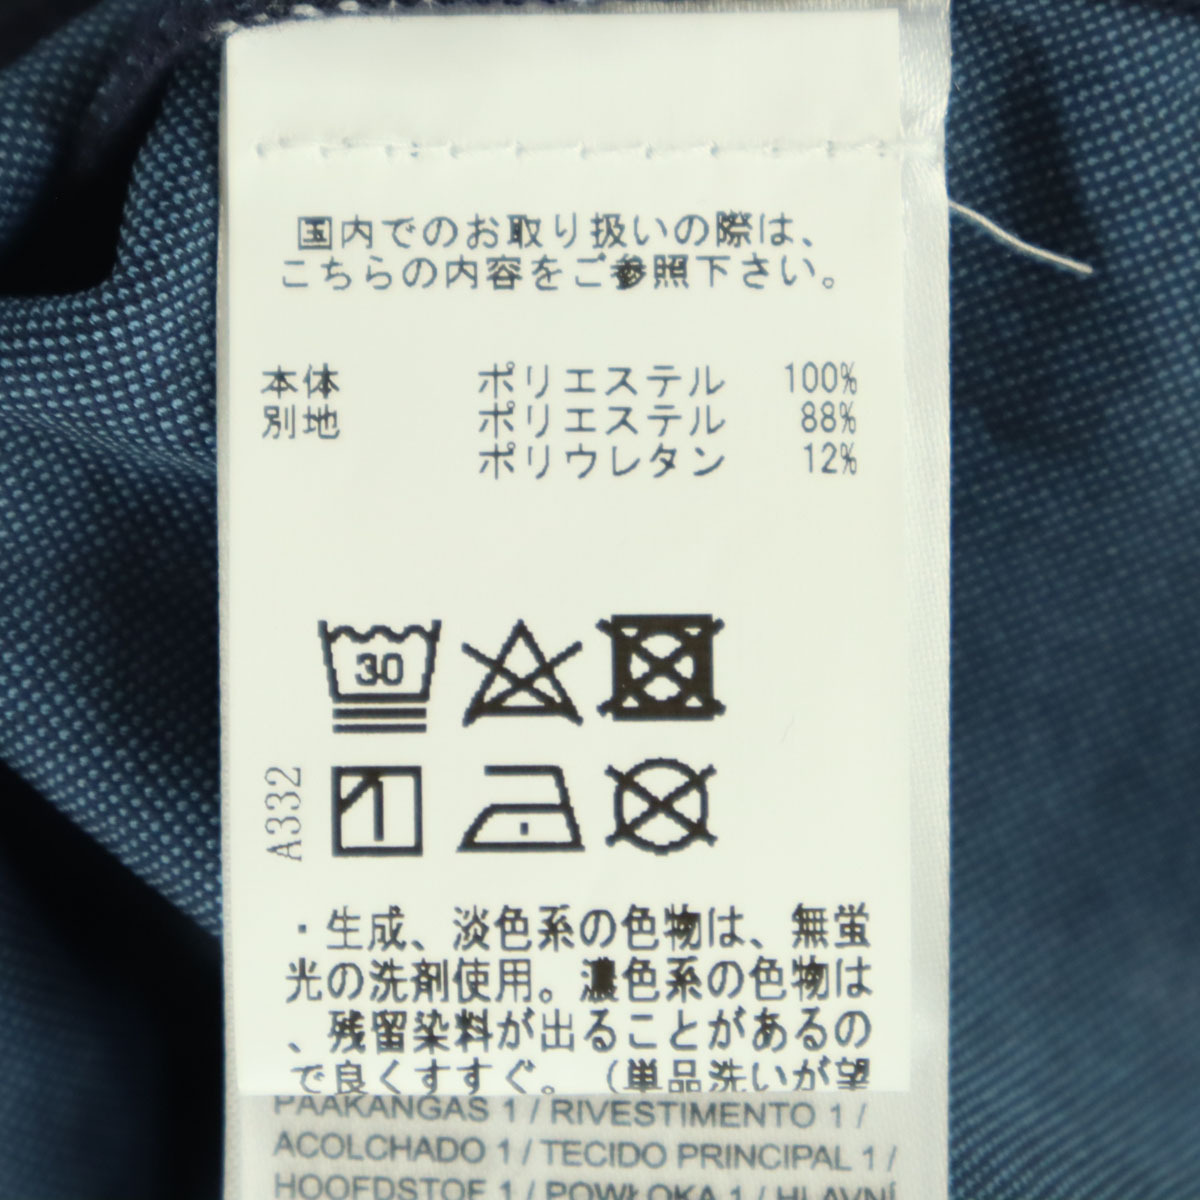 国内でのお取り扱いの際は、
こちらの内容をご参照下さい。
本体 ポリエステル 100%
別地 ポリエステル 88%
ポリウレタン 12%
30
A332
・生成、淡色系の色物は、無蛍
光の洗剤使用。濃色系の色物は
、残留染料が出ることがあるの
で良くすすぐ。（単品洗いが望
PAAKANGAS 1 / RIVESTIMENTO 1 /
ACOLCHADO 1 / TECIDO PRINCIPAL 1 /
HOOFDSTOF 1 / POWŁOKA 1 / HLAVNÍ